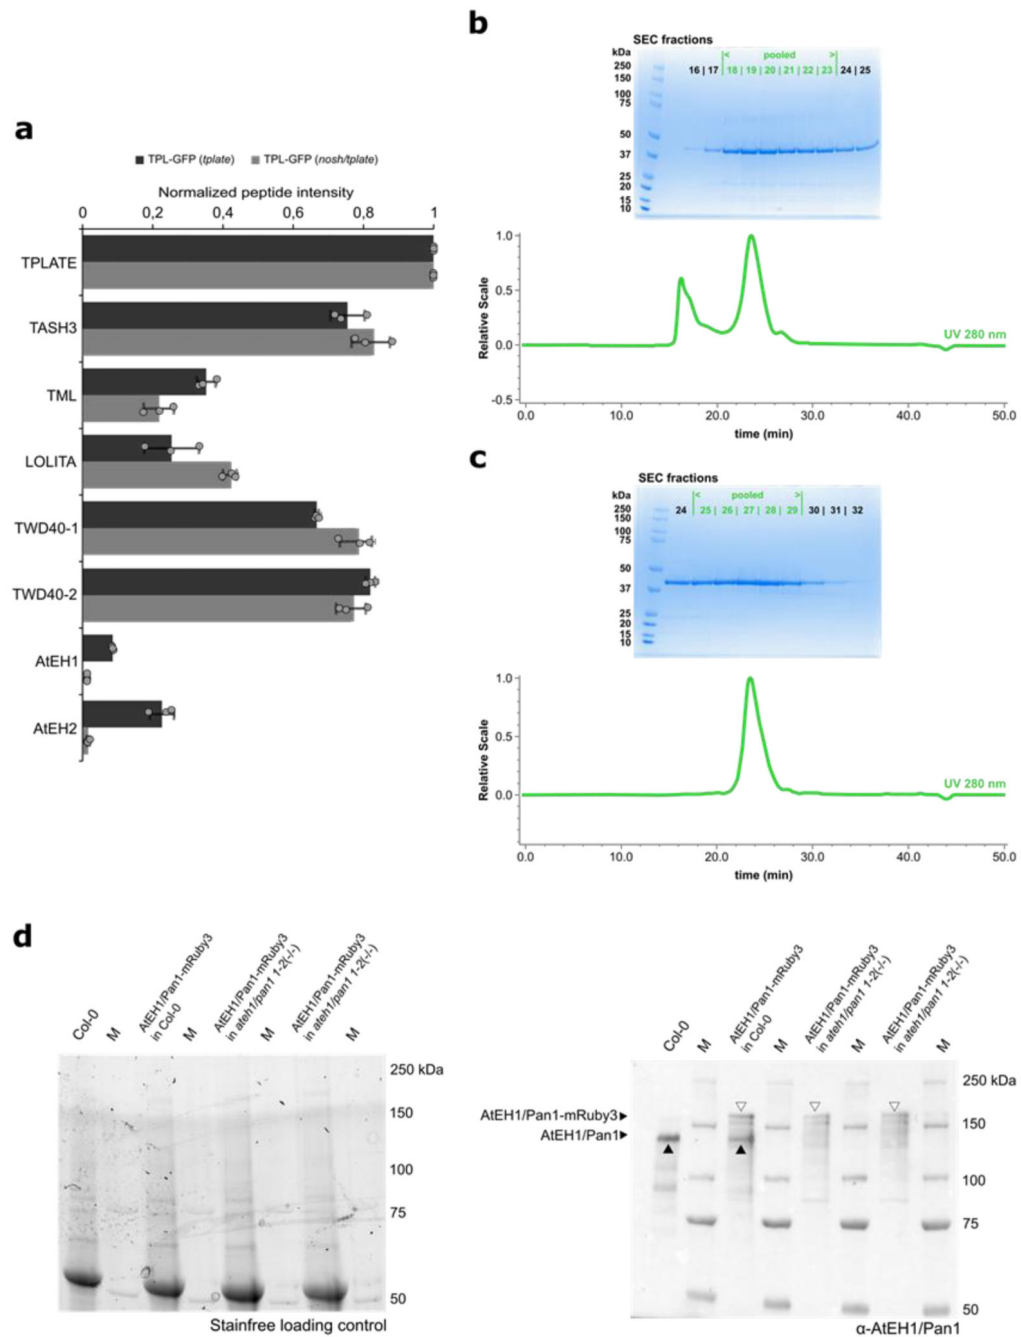 a
TPL-GFP (tplate) TPL-GFP (nosh/tplate)
Normalized peptide intensity
0 0,2 0,4 0,6 0,8 1
TPLATE
TASH3
TML
LOLITA
TWD40-1
TWD40-2
AtEH1
AtEH2
b
SEC fractions
kDa
< pooled >
16 | 17 | 18 | 19 | 20 | 21 | 22 | 23 | 24 | 25
250
150
100
75
50
37
25
20
15
10
1.0
0.5
0.0
-0.5
Relative Scale
UV 280 nm
0.0 10.0 20.0 30.0 40.0 50.0
time (min)
c
SEC fractions
kDa
< pooled >
24 | 25 | 26 | 27 | 28 | 29 | 30 | 31 | 32
250
150
100
75
50
37
25
20
15
10
1.0
0.5
0.0
Relative Scale
UV 280 nm
0.0 10.0 20.0 30.0 40.0 50.0
time (min)
d
Col-0
M
AtEH1/Pan1-mRuby3
in Col-0
M
AtEH1/Pan1-mRuby3
in ateh1/pan1 1-2(-/-)
M
AtEH1/Pan1-mRuby3
in ateh1/pan1 1-2(-/-)
M
250 kDa
150
100
75
50
Stainfree loading control
Col-0
M
AtEH1/Pan1-mRuby3
in Col-0
M
AtEH1/Pan1-mRuby3
in ateh1/pan1 1-2(-/-)
M
AtEH1/Pan1-mRuby3
in ateh1/pan1 1-2(-/-)
M
AtEH1/Pan1-mRuby3
AtEH1/Pan1
250 kDa
150
100
75
50
α-AtEH1/Pan1